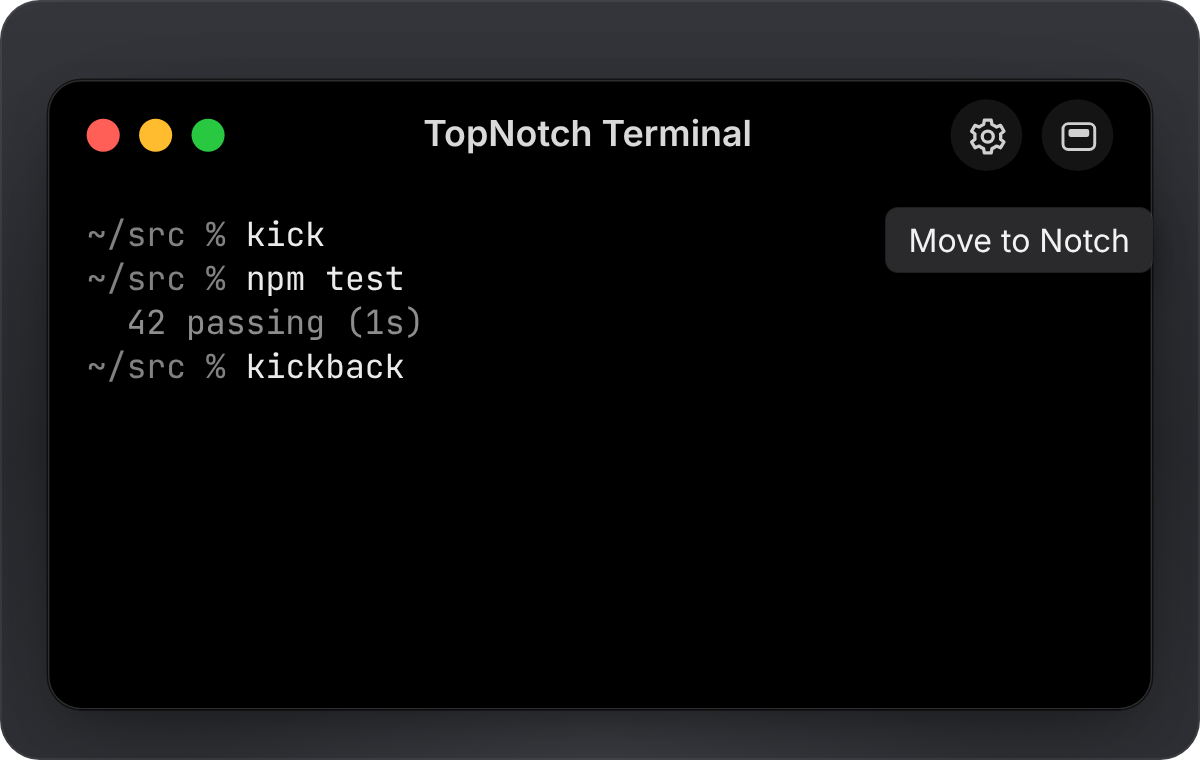 TopNotch Terminal
~/src % kick
Move to Notch
~/src % npm test
42 passing (1s)
~/src % kickback